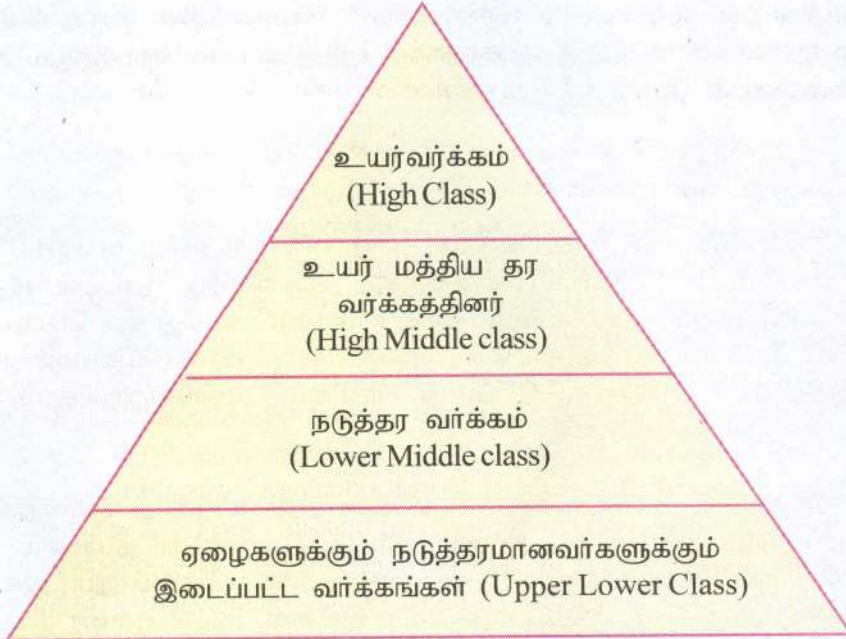 உயர்வர்க்கம்
(High Class)
உயர் மத்திய தர
வர்க்கத்தினர்
(High Middle class)
நடுத்தர வர்க்கம்
(Lower Middle class)
ஏழைகளுக்கும் நடுத்தரமானவர்களுக்கும்
இடைப்பட்ட வர்க்கங்கள் (Upper Lower Class)